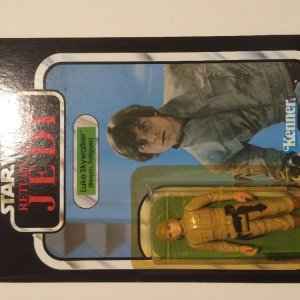 STAR WARS
RETURN
OF THE
JEDI
Luke Skywalker
(Bespin Fatigues)
Kenner